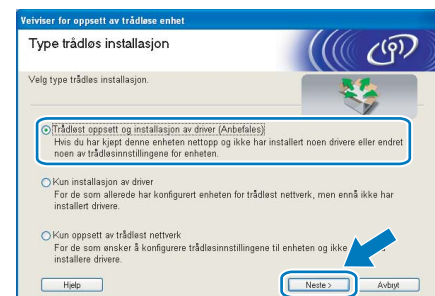 Veiviser for oppsett av trådløse enhet
Type trådløs installasjon
Velg type trådløs installasjon.
Trådløst oppsett og installasjon av driver (Anbefales)
Hvis du har kjøpt denne enheten nettopp og ikke har installert noen drivere eller endret
noen av trådløsinnstillingene for enheten.
Kun installasjon av driver
For de som allerede har konfigurert enheten for trådløst nettverk, men ennå ikke har
installert drivere.
Kun oppsett av trådløst nettverk
For de som ønsker å konfigurere trådløsinnstillingene til enheten og ikke
installere drivere.
Hjelp
Neste >
Avbryt